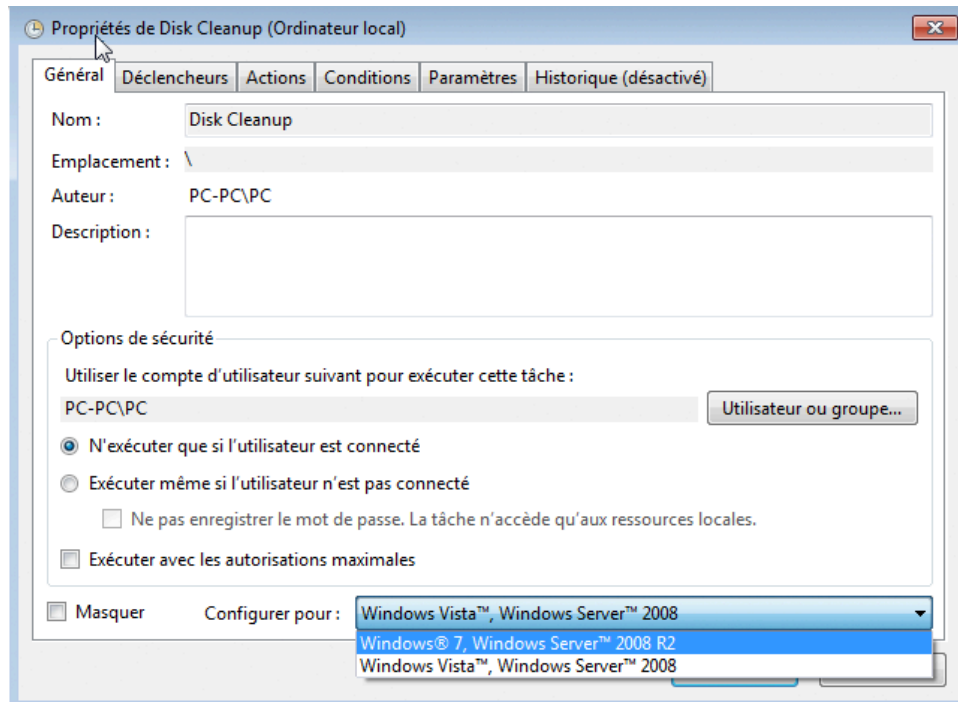 Propriétés de Disk Cleanup (Ordinateur local)
Général Déclencheurs Actions Conditions Paramètres Historique (désactivé)
Nom : Disk Cleanup
Emplacement : \
Auteur : PC-PC\PC
Description :
Options de sécurité
Utiliser le compte d'utilisateur suivant pour exécuter cette tâche :
PC-PC\PC Utilisateur ou groupe...
N'exécuter que si l'utilisateur est connecté
Exécuter même si l'utilisateur n'est pas connecté
Ne pas enregistrer le mot de passe. La tâche n'accède qu'aux ressources locales.
Exécuter avec les autorisations maximales
Masquer Configurer pour : Windows Vista™, Windows Server™ 2008
Windows® 7, Windows Server™ 2008 R2
Windows Vista™, Windows Server™ 2008